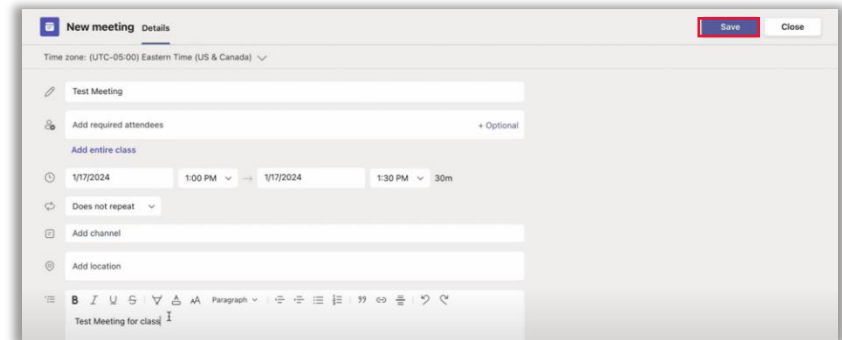 New meeting Details Save Close
Time zone: (UTC-05:00) Eastern Time (US & Canada)
Test Meeting
Add required attendees + Optional
Add entire class
1/17/2024 1:00 PM → 1/17/2024 1:30 PM 30m
Does not repeat
Add channel
Add location
B I U S A AA Paragraph
Test Meeting for class